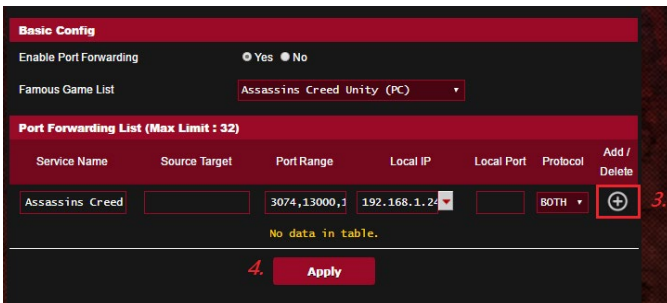 Basic Config
Enable Port Forwarding Yes No
Famous Game List Assassins Creed Unity (PC)
Port Forwarding List (Max Limit : 32)
Service Name Source Target Port Range Local IP Local Port Protocol Add / Delete
Assassins Creed 3074,13000,1 192.168.1.24 BOTH 3.
No data in table.
4. Apply